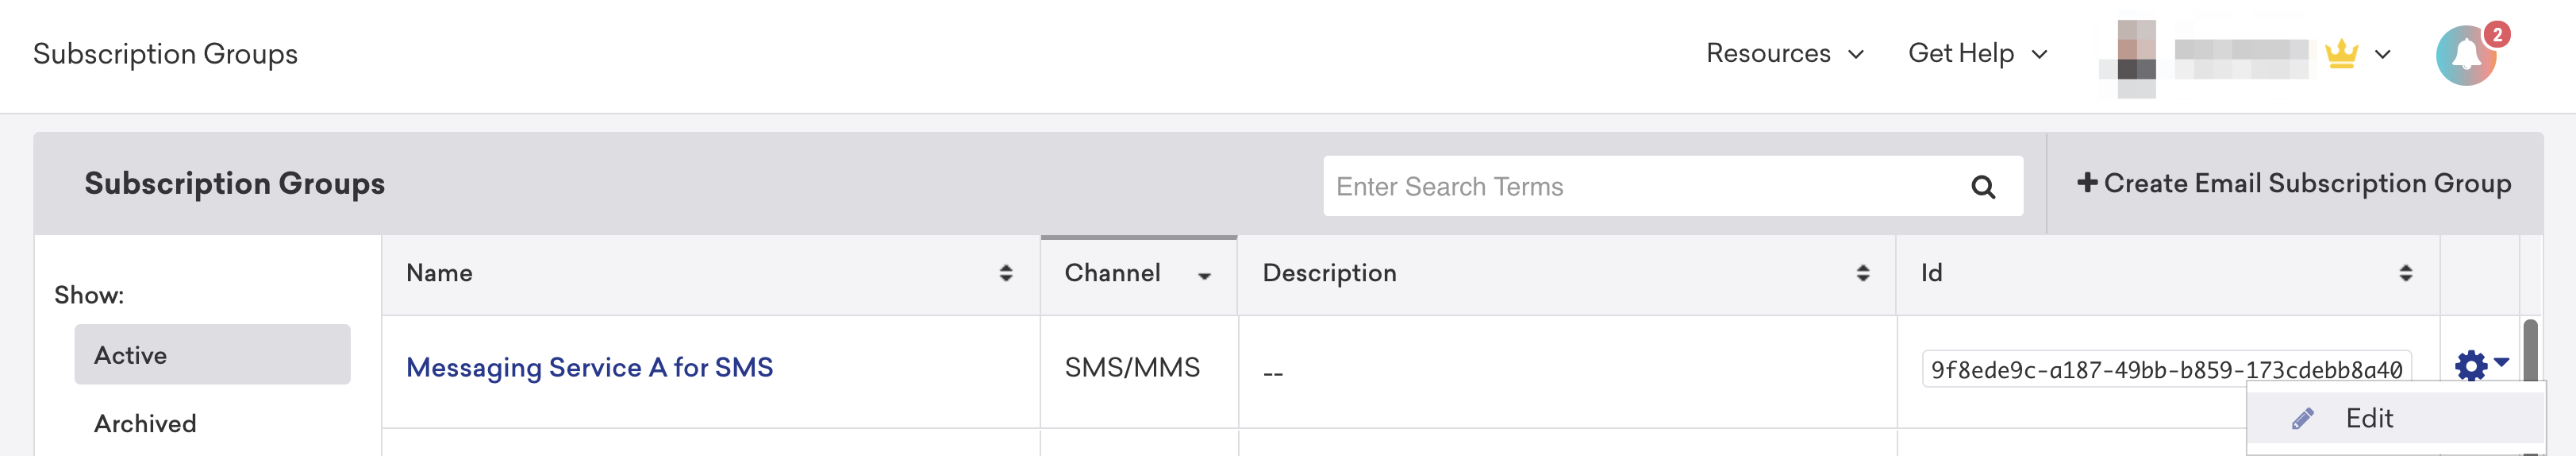 Subscription Groups
Resources
Get Help
2
Subscription Groups
Enter Search Terms
Create Email Subscription Group
Show:
Active
Archived
Name
Channel
Description
Id
Messaging Service A for SMS
SMS/MMS
--
9f8ede9c-a187-49bb-b859-173cdebb8a40
Edit